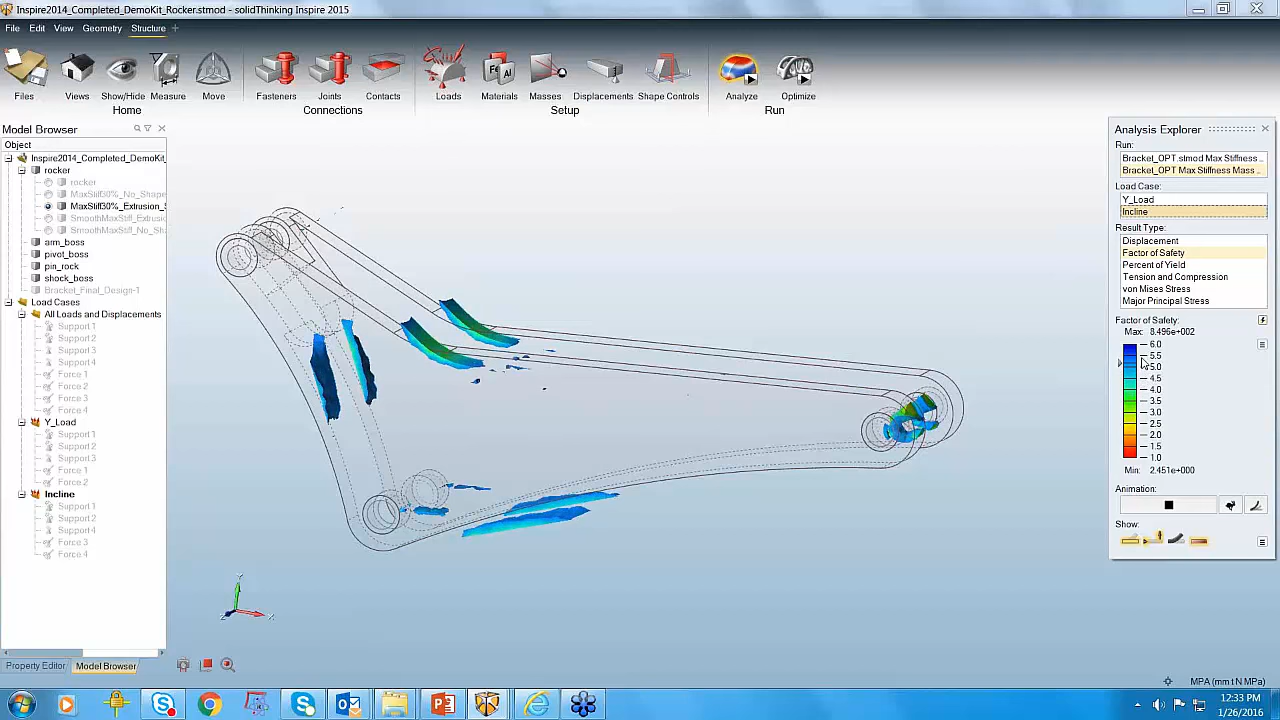 Inspire2014_Completed_DemoKit_Rocker.stmod - solidThinking Inspire 2015
File Edit View Geometry Structure +
Files Views Show/Hide Measure Move Fasteners Joints Contacts Loads Materials Masses Displacements Shape Controls Analyze Optimize
Home Connections Setup Run
Model Browser
Object
Inspire2014_Completed_DemoKit_
rocker
rocker
MaxStiff30%_No_Shape
MaxStiff30%_Extrusion_S
SmoothMaxStiff_Extrusic
SmoothMaxStiff_No_Sh
arm_boss
pivot_boss
pin_rock
shock_boss
Bracket_Final_Design-1
Load Cases
All Loads and Displacements
Support 1
Support 2
Support 3
Support 4
Force 1
Force 2
Force 3
Force 4
Y_Load
Support 1
Support 2
Support 3
Force 1
Force 2
Incline
Support 1
Support 2
Support 4
Force 3
Force 4
Property Editor Model Browser
Y
X
Z
Analysis Explorer
Run:
Bracket_OPT.stmod Max Stiffness ...
Bracket_OPT Max Stiffness Mass ...
Load Case:
Y_Load
Incline
Result Type:
Displacement
Factor of Safety
Percent of Yield
Tension and Compression
von Mises Stress
Major Principal Stress
Factor of Safety:
Max: 8.496e+002
6.0
5.5
5.0
4.5
4.0
3.5
3.0
2.5
2.0
1.5
1.0
Min: 2.451e+000
Animation:
Show:
MPA (mm t N MPa)
12:33 PM
1/26/2016